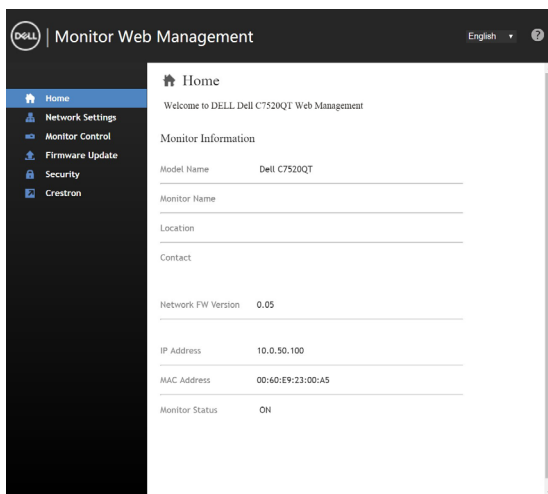 DELL | Monitor Web Management
English
?
Home
Network Settings
Monitor Control
Firmware Update
Security
Crestron
Home
Welcome to DELL Dell C7520QT Web Management
Monitor Information
Model Name Dell C7520QT
Monitor Name
Location
Contact
Network FW Version 0.05
IP Address 10.0.50.100
MAC Address 00:60:E9:23:00:A5
Monitor Status ON